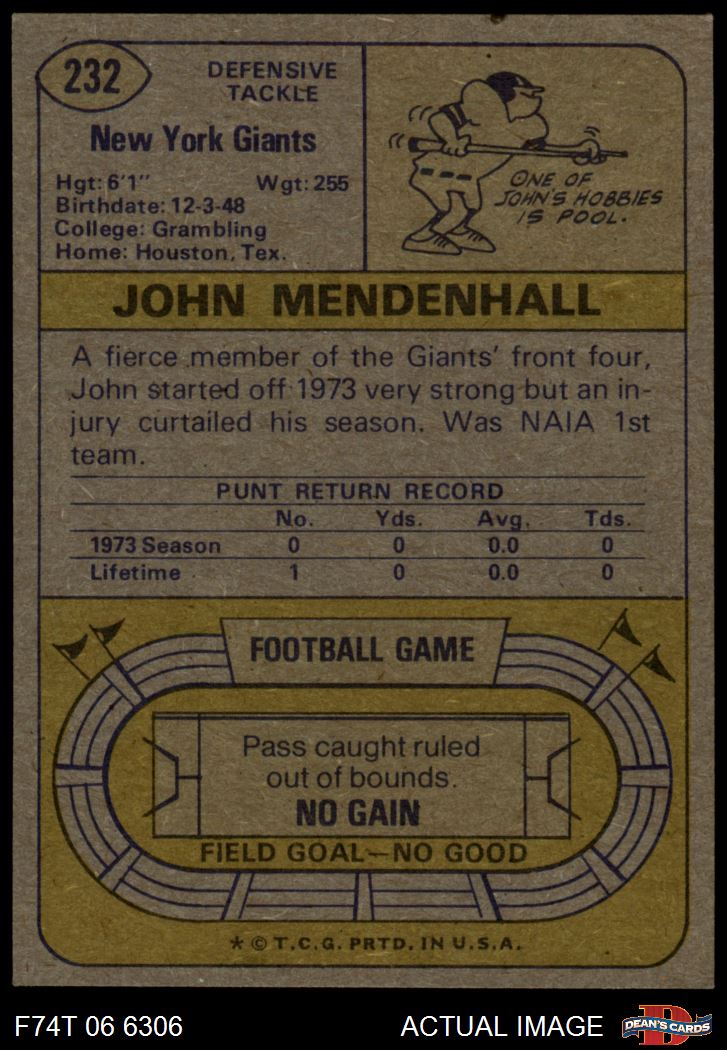 232
DEFENSIVE
TACKLE
New York Giants
Hgt: 6'1" Wgt: 255
Birthdate: 12-3-48
College: Grambling
Home: Houston, Tex.
ONE OF
JOHN'S HOBBIES
IS POOL.
JOHN MENDENHALL
A fierce member of the Giants' front four,
John started off 1973 very strong but an in-
jury curtailed his season. Was NAIA 1st
team.
PUNT RETURN RECORD
No. Yds. Avg. Tds.
1973 Season 0 0 0.0 0
Lifetime 1 0 0.0 0
FOOTBALL GAME
Pass caught ruled
out of bounds.
NO GAIN
FIELD GOAL—NO GOOD
* © T.C.G. PRTD. IN U.S.A.
F74T 06 6306 ACTUAL IMAGE
D
DEAN'S CARDS